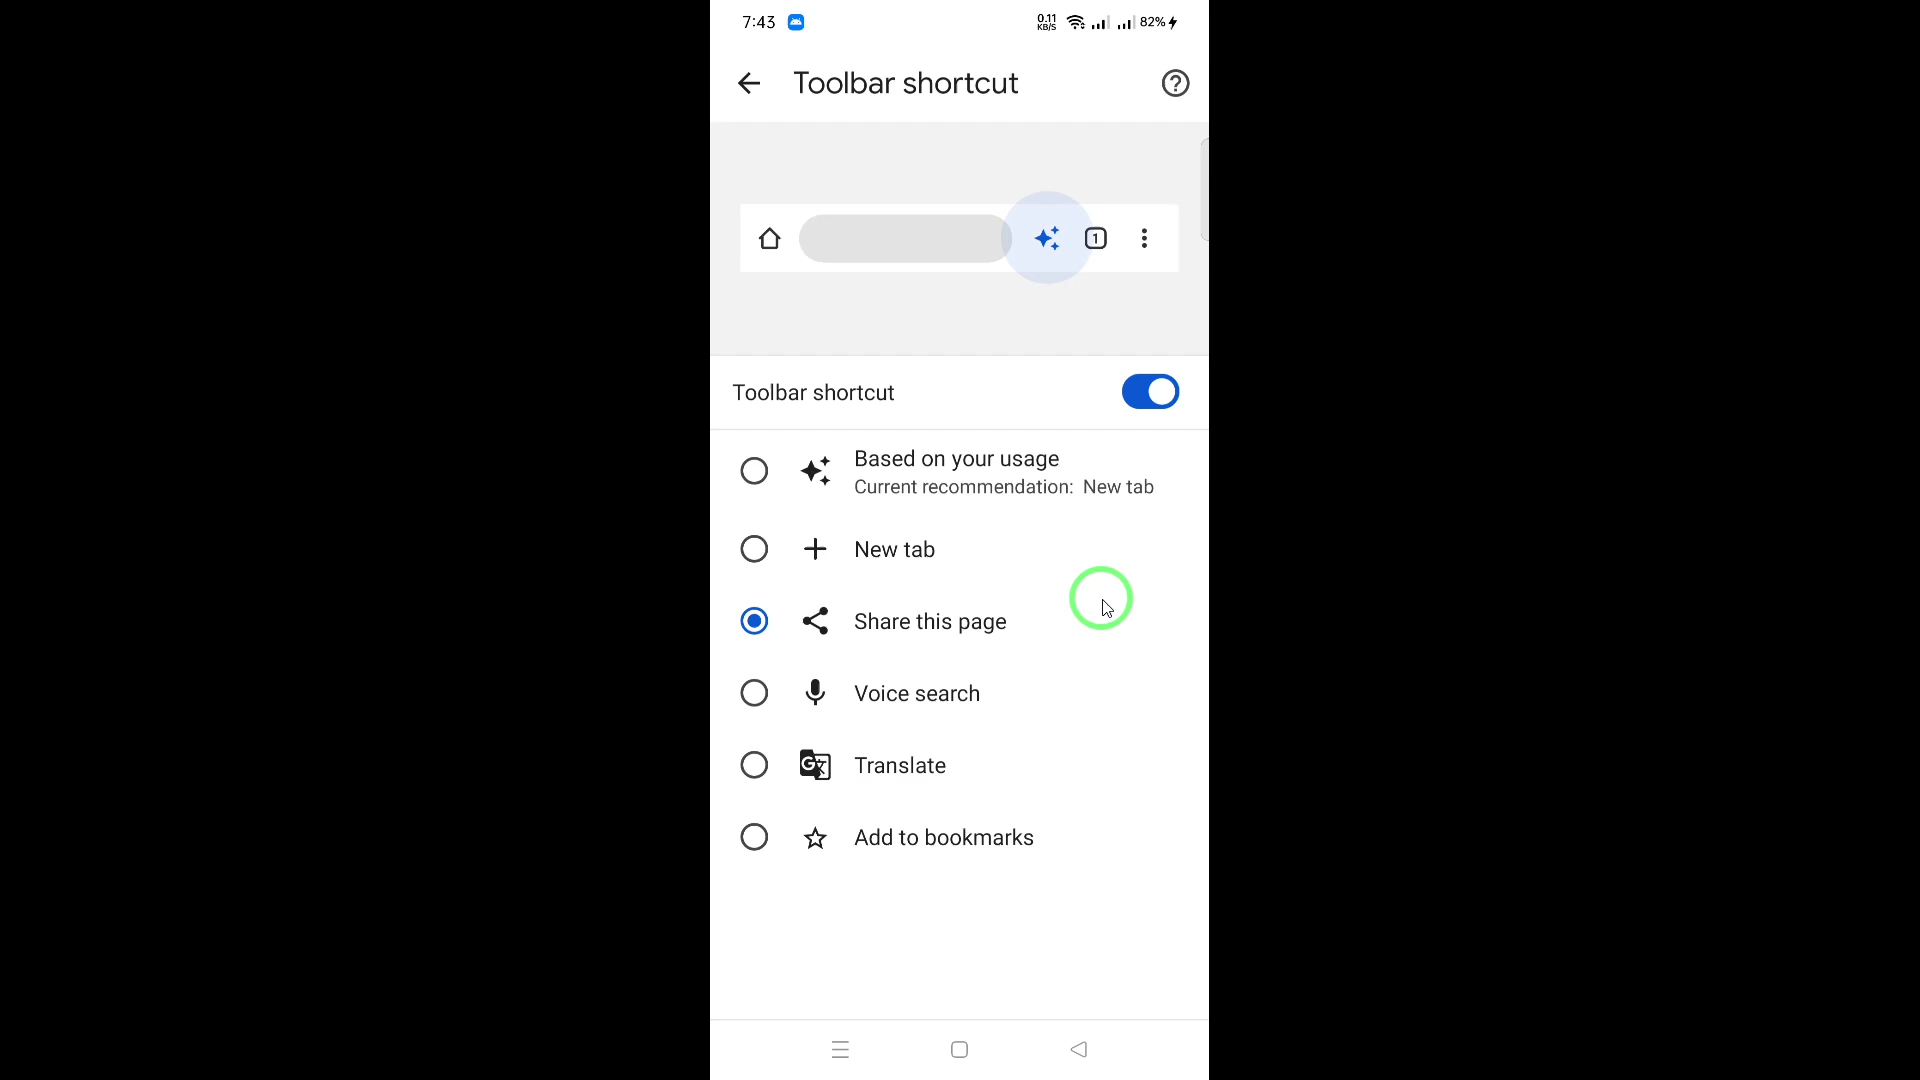 7:43 0.11 KB/S 82%
Toolbar shortcut
1
Toolbar shortcut
Based on your usage
Current recommendation: New tab
New tab
Share this page
Voice search
Translate
Add to bookmarks